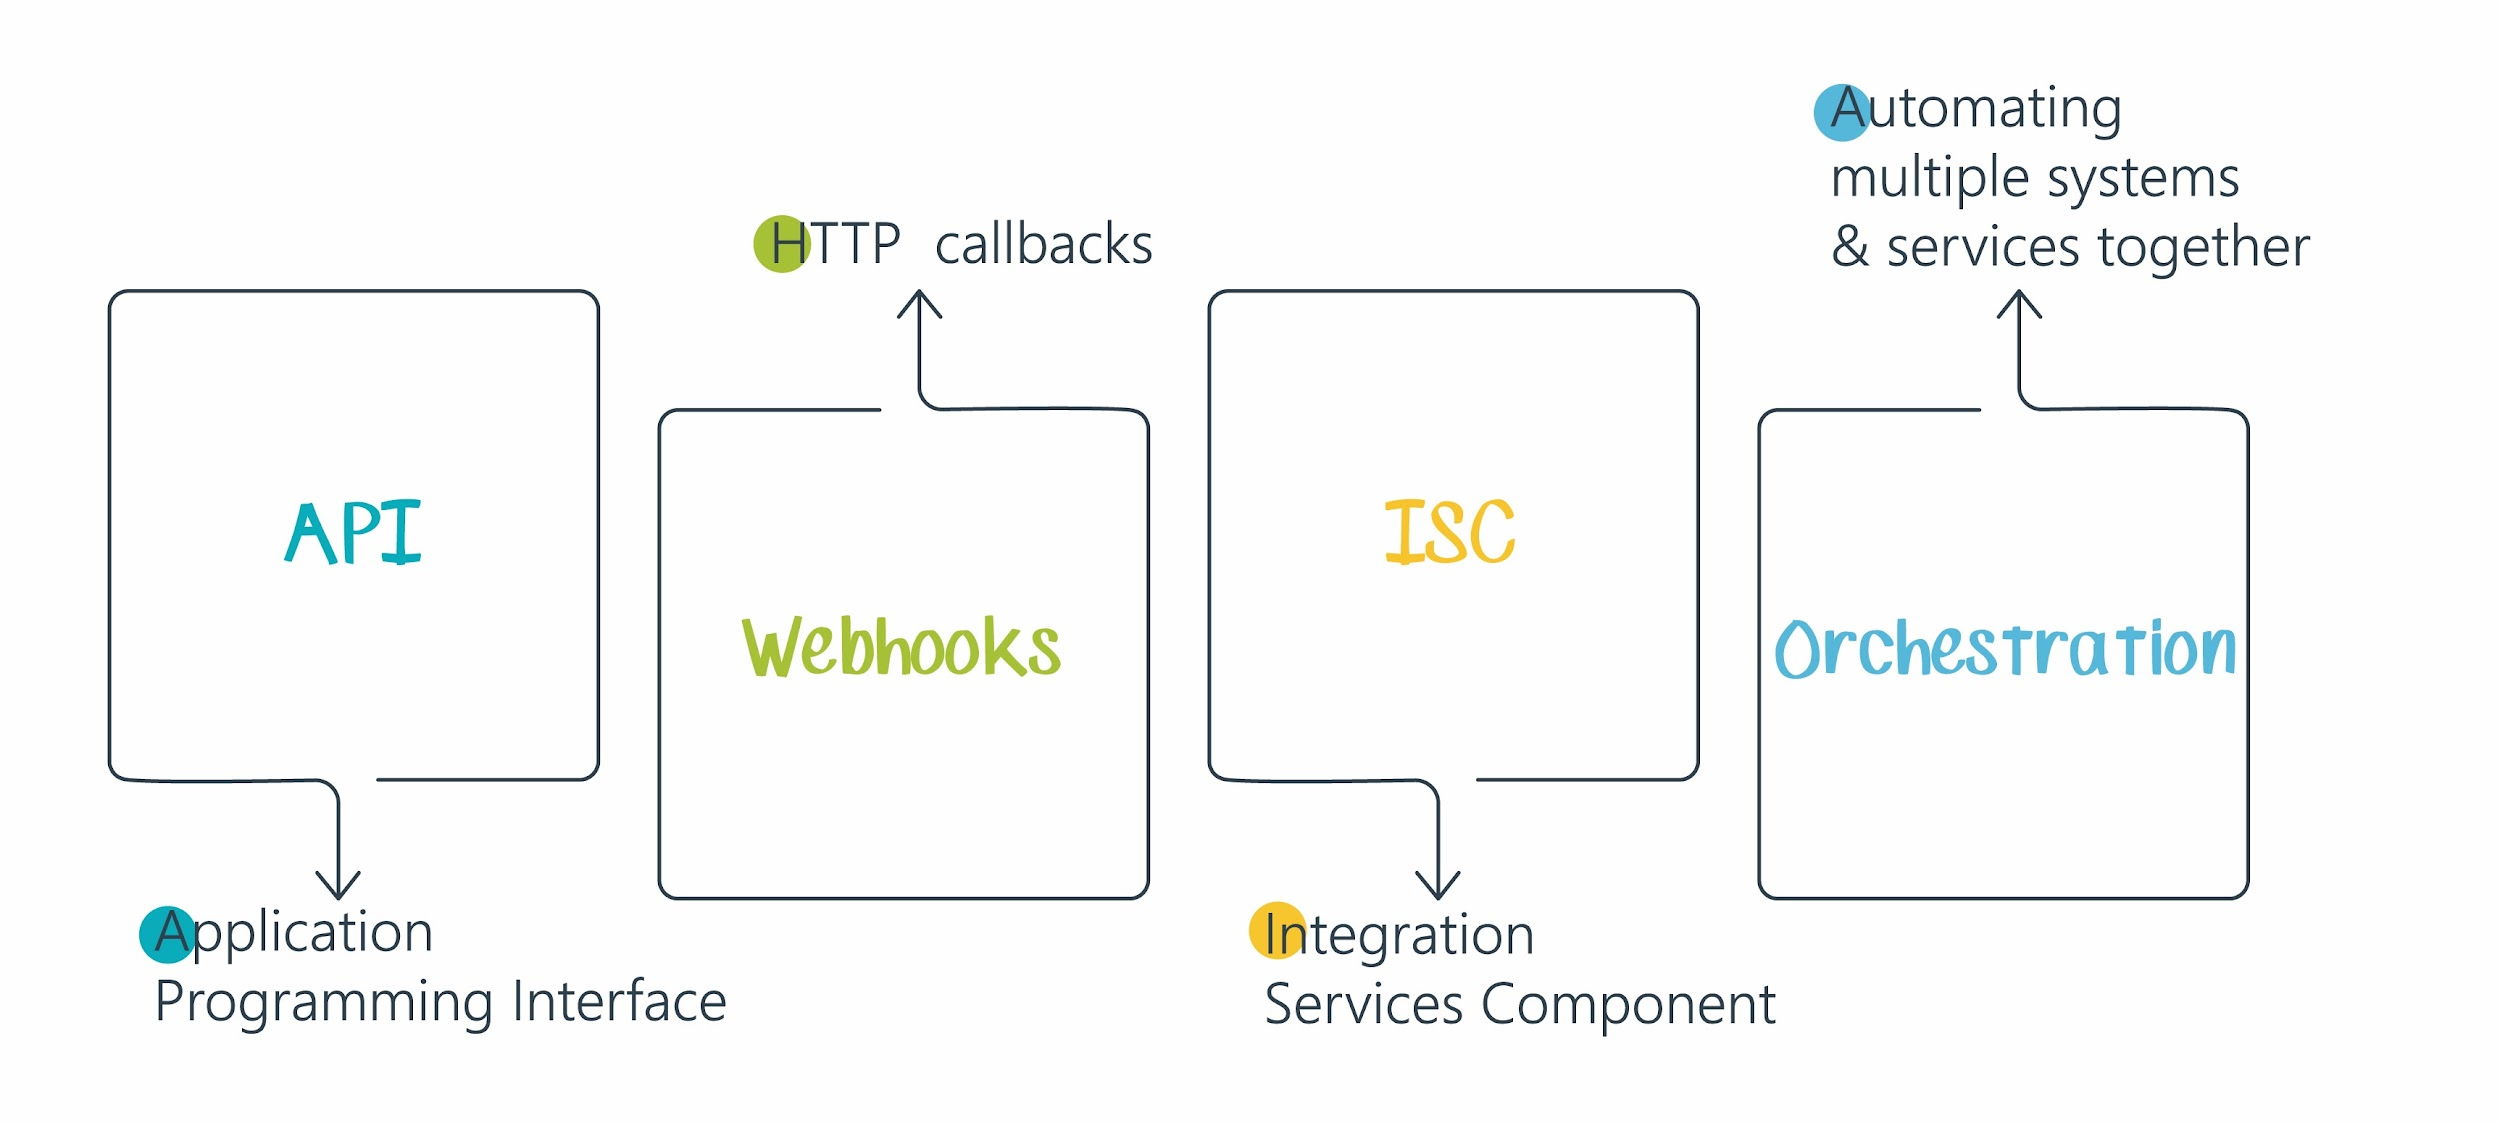 API
Application
Programming Interface
HTTP callbacks
Webhooks
ISC
Integration
Services Component
Automating
multiple systems
& services together
Orchestration